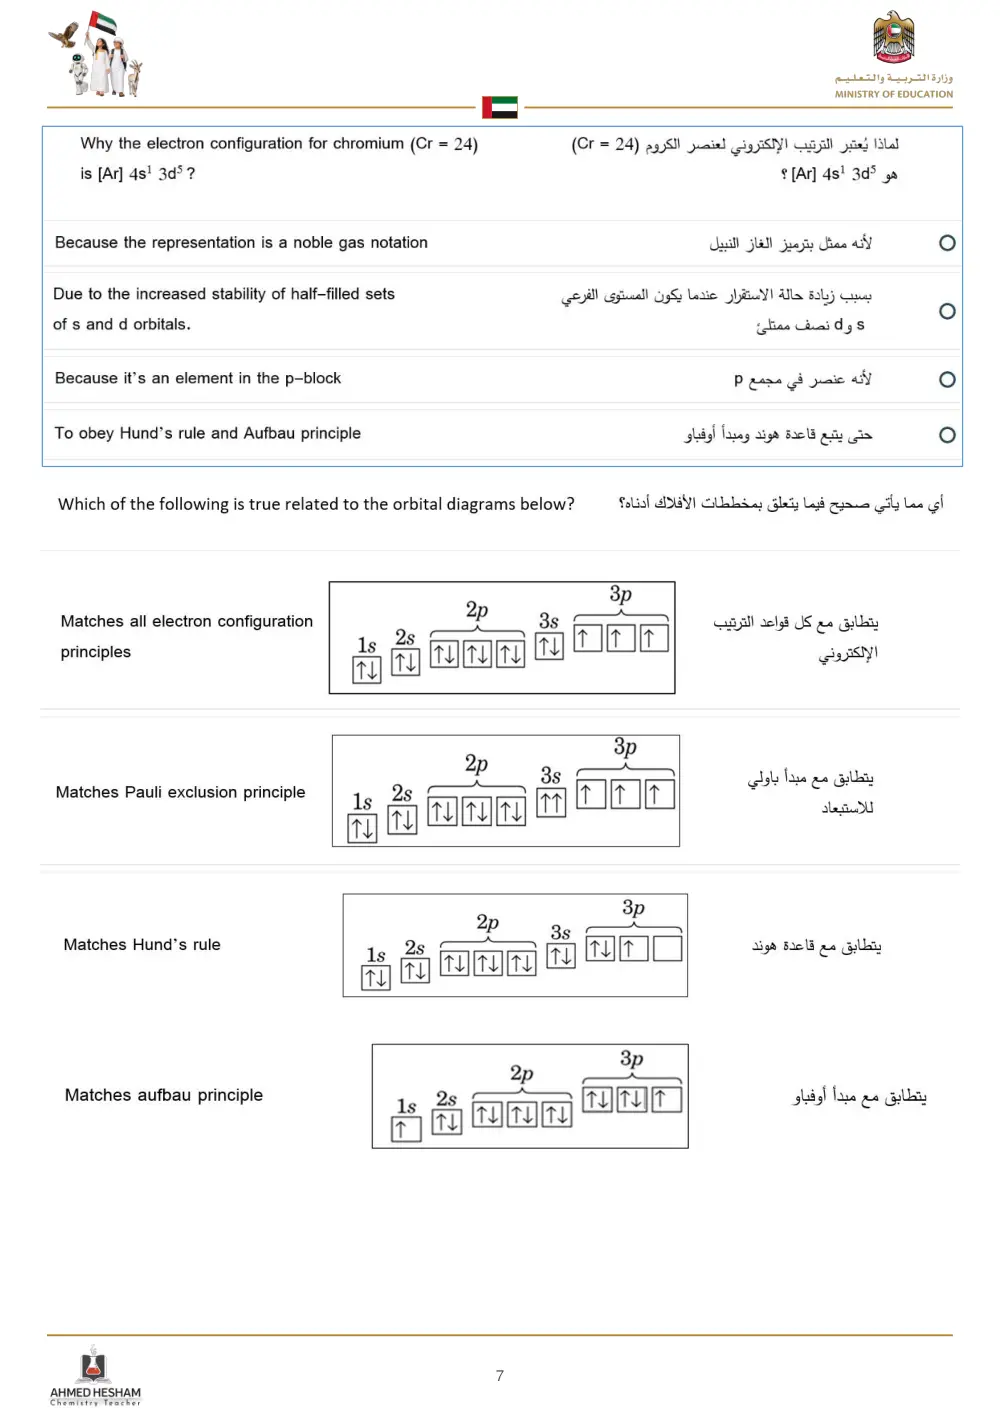 وزارة التربية والتعليم
MINISTRY OF EDUCATION
Why the electron configuration for chromium (Cr = 24)
is [Ar] 4s¹ 3d⁵ ?
لماذا يُعتبر الترتيب الإلكتروني لعنصر الكروم (Cr = 24)
هو [Ar] 4s¹ 3d⁵ ؟
Because the representation is a noble gas notation
لأنه ممثل بترميز الغاز النبيل
Due to the increased stability of half–filled sets
of s and d orbitals.
بسبب زيادة حالة الاستقرار عندما يكون المستوى الفرعي
s و d نصف ممتلئ
Because it's an element in the p–block
لأنه عنصر في مجمع p
To obey Hund's rule and Aufbau principle
حتى يتبع قاعدة هوند ومبدأ أوفباو
Which of the following is true related to the orbital diagrams below?
أي مما يأتي صحيح فيما يتعلق بمخططات الأفلاك أدناه؟
Matches all electron configuration
principles
1s 2s 2p 3s 3p
↑↓ ↑↓ ↑↓ ↑↓ ↑↓ ↑↓ ↑ ↑ ↑
يتطابق مع كل قواعد الترتيب
الإلكتروني
Matches Pauli exclusion principle
1s 2s 2p 3s 3p
↑↓ ↑↓ ↑↓ ↑↓ ↑↓ ↑↑ ↑ ↑ ↑
يتطابق مع مبدأ باولي
للاستبعاد
Matches Hund's rule
1s 2s 2p 3s 3p
↑↓ ↑↓ ↑↓ ↑↓ ↑↓ ↑↓ ↑↓ ↑
يتطابق مع قاعدة هوند
Matches aufbau principle
1s 2s 2p 3p
↑ ↑↓ ↑↓ ↑↓ ↑↓ ↑↓ ↑↓ ↑
يتطابق مع مبدأ أوفباو
AHMED HESHAM
Chemistry Teacher
7